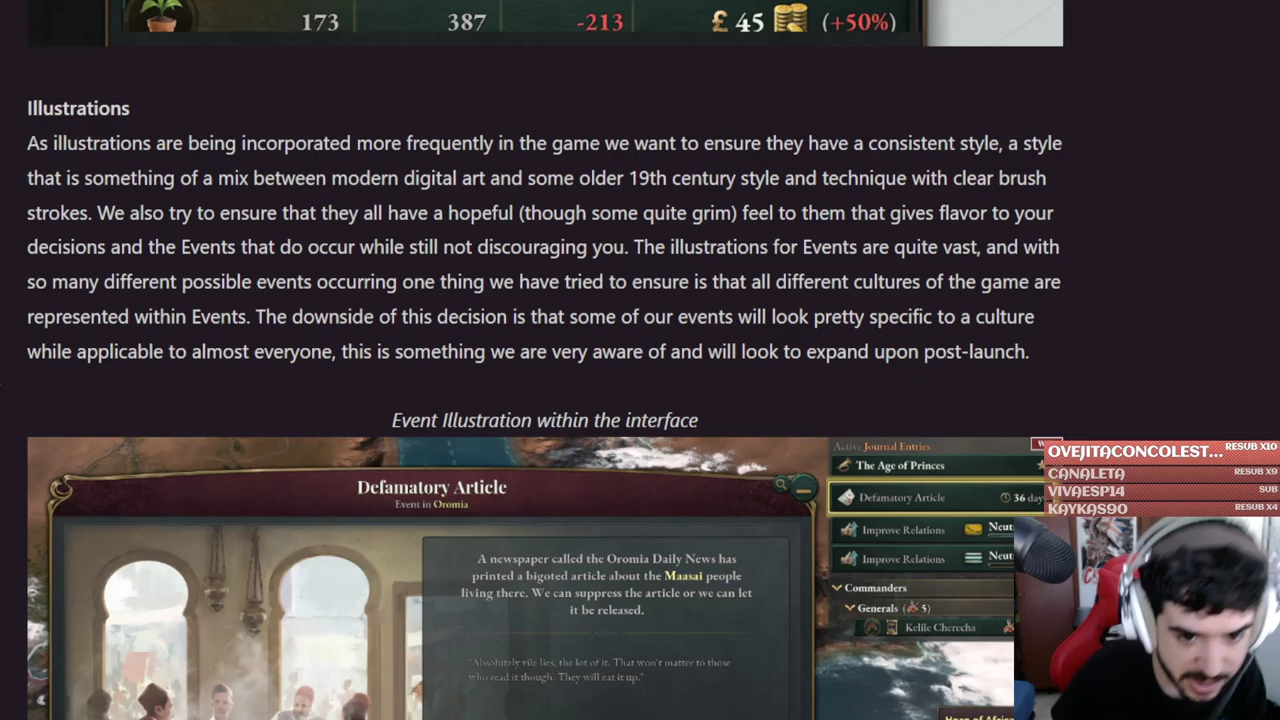 173 387 -213 £ 45 (+50%)
Illustrations
As illustrations are being incorporated more frequently in the game we want to ensure they have a consistent style, a style
that is something of a mix between modern digital art and some older 19th century style and technique with clear brush
strokes. We also try to ensure that they all have a hopeful (though some quite grim) feel to them that gives flavor to your
decisions and the Events that do occur while still not discouraging you. The illustrations for Events are quite vast, and with
so many different possible events occurring one thing we have tried to ensure is that all different cultures of the game are
represented within Events. The downside of this decision is that some of our events will look pretty specific to a culture
while applicable to almost everyone, this is something we are very aware of and will look to expand upon post-launch.
Event Illustration within the interface
Defamatory Article
Event in Oromia
A newspaper called the Oromia Daily News has
printed a bigoted article about the Maasai people
living there. We can suppress the article or we can let
it be released.
"Absolutely vile lies, the lot of it. That won't matter to those
who read it though. They will eat it up."
Active Journal Entries
The Age of Princes
Defamatory Article 36 day
Improve Relations Neut
Improve Relations Neut
Commanders
Generals ( 5)
Kelile Cherecha
Horn of Africa
OVEJITACONCOLEST... RESUB X10
CANALETA RESUB X9
VIVAESP14 SUB
KAYKAS90 RESUB X4